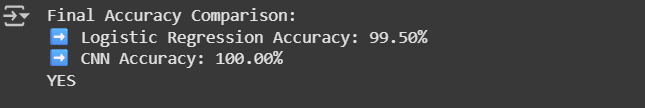 Final Accuracy Comparison:
➡️ Logistic Regression Accuracy: 99.50%
➡️ CNN Accuracy: 100.00%
YES